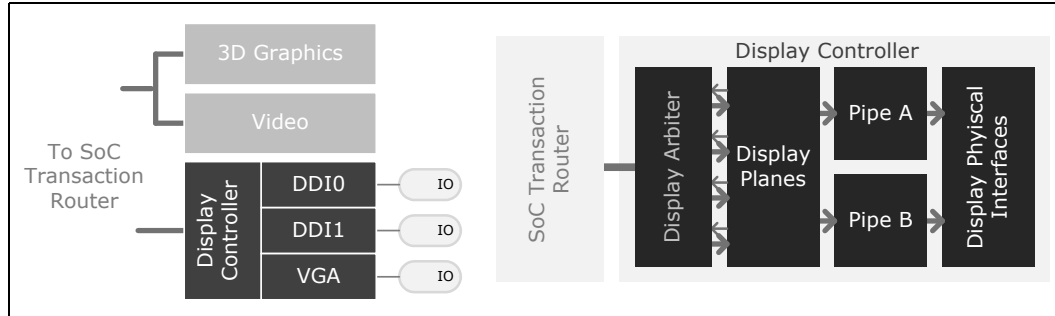 3D Graphics
Video
To SoC
Transaction
Router
Display
Controller
DDI0
IO
DDI1
IO
VGA
IO
SoC Transaction
Router
Display Controller
Display Arbiter
Display
Planes
Pipe A
Pipe B
Display Phyiscal
Interfaces